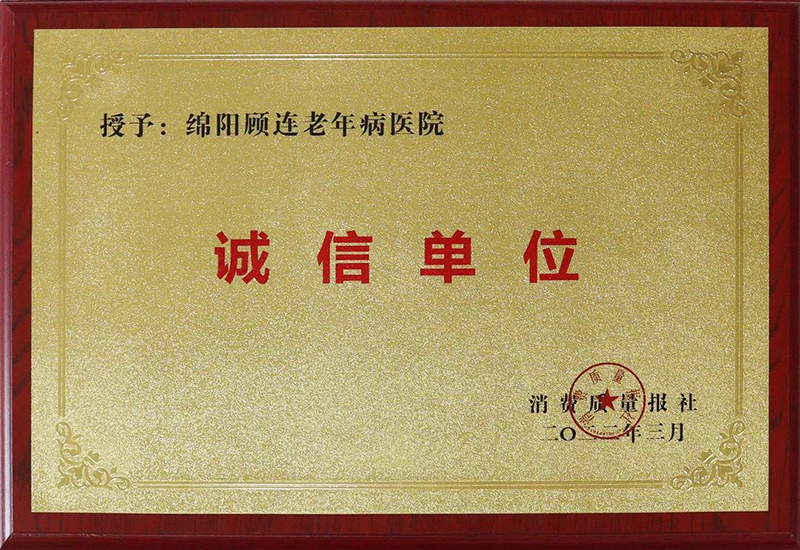 授予：绵阳顾连老年病医院
诚信单位
消费质量报社
二〇二二年三月